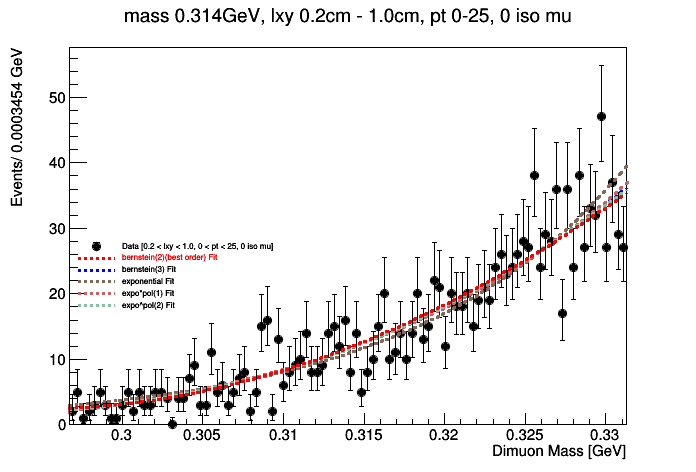 mass 0.314GeV, lxy 0.2cm - 1.0cm, pt 0-25, 0 iso mu
Events/ 0.0003454 GeV
50
40
30
20
10
0
Data [0.2 < lxy < 1.0, 0 < pt < 25, 0 iso mu]
bernstein(2)(best order) Fit
bernstein(3) Fit
exponential Fit
expo*pol(1) Fit
expo*pol(2) Fit
0.3 0.305 0.31 0.315 0.32 0.325 0.33
Dimuon Mass [GeV]